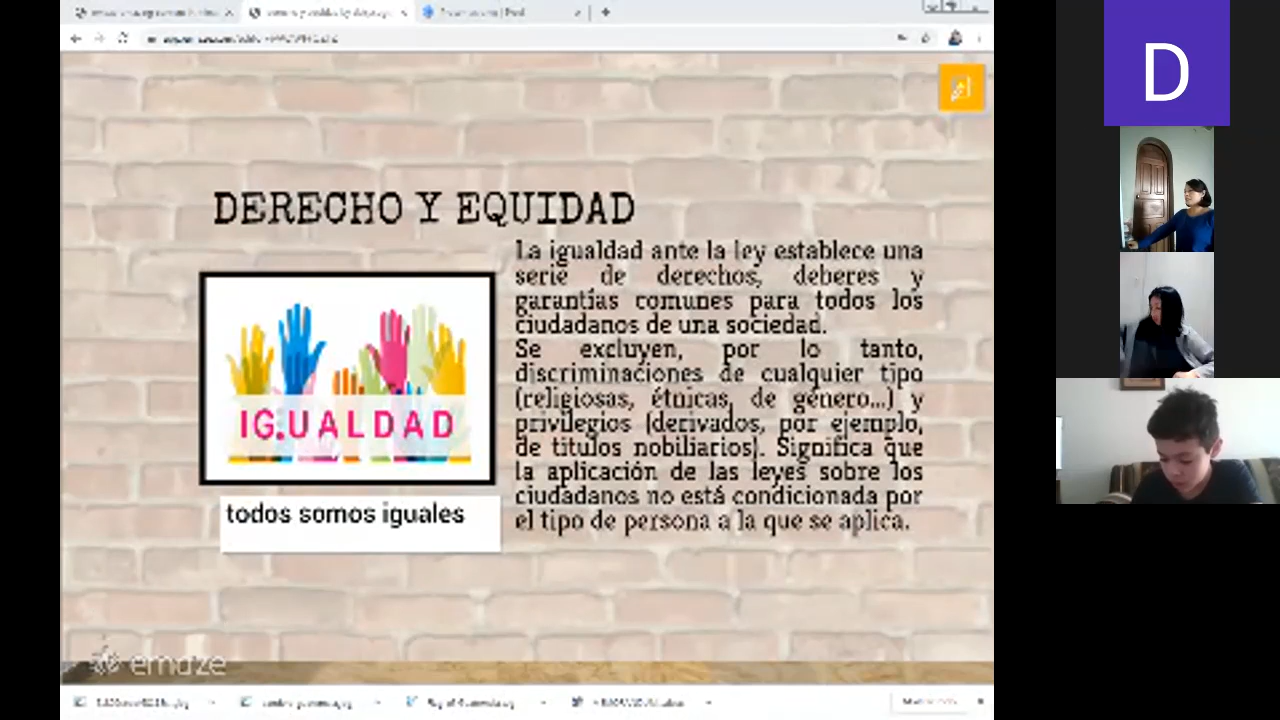 DERECHO Y EQUIDAD
La igualdad ante la ley establece una
serie de derechos, deberes y
garantías comunes para todos los
ciudadanos de una sociedad.
Se excluyen, por lo tanto,
discriminaciones de cualquier tipo
(religiosas, étnicas, de género...) y
privilegios (derivados, por ejemplo,
de titulos nobiliarios). Significa que
la aplicación de las leyes sobre los
ciudadanos no está condicionada por
el tipo de persona a la que se aplica.
IGUALDAD
todos somos iguales
emaze
D